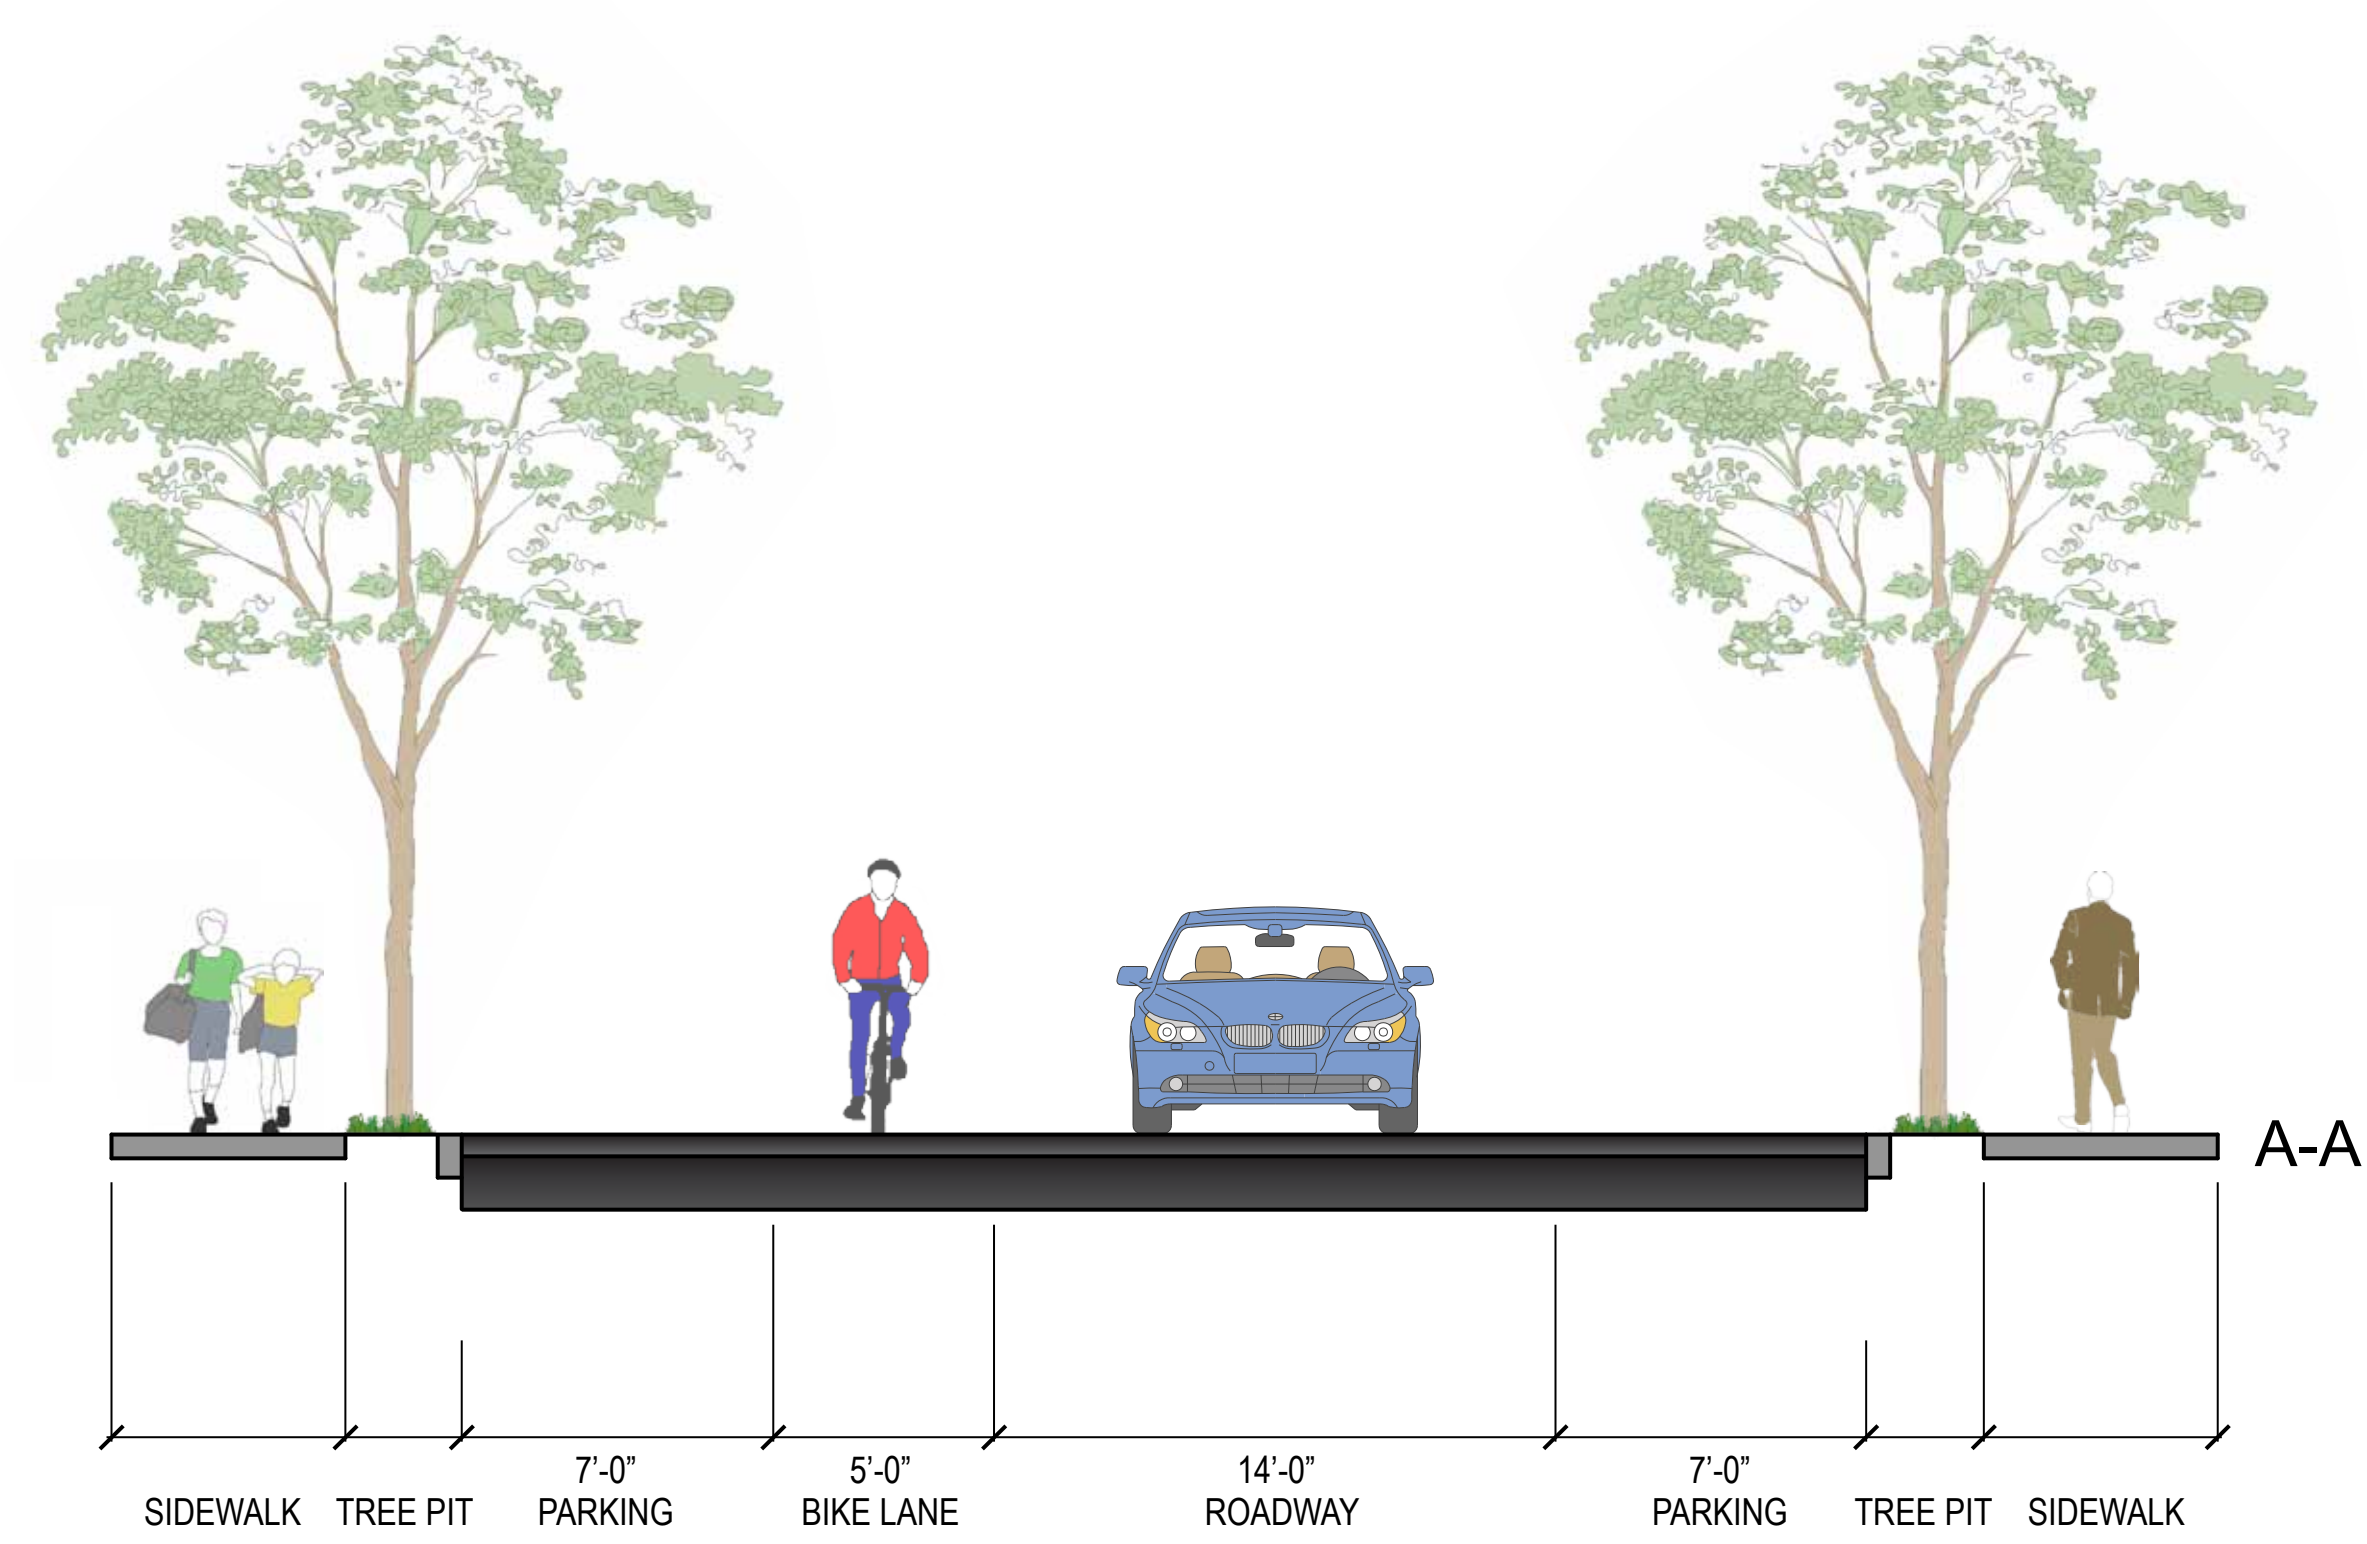 A-A
7’-0” 5’-0” 14’-0” 7’-0”
SIDEWALK TREE PIT PARKING BIKE LANE ROADWAY PARKING TREE PIT SIDEWALK